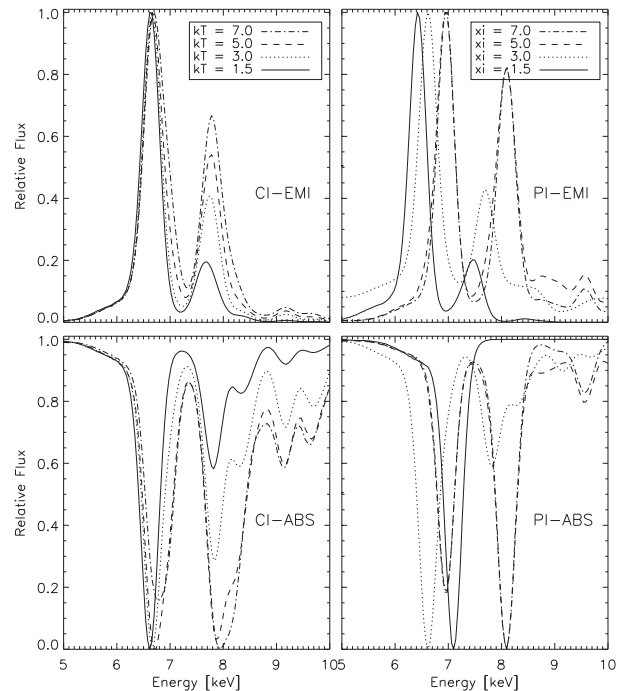 kT = 7.0
kT = 5.0
kT = 3.0
kT = 1.5
xi = 7.0
xi = 5.0
xi = 3.0
xi = 1.5
1.0
0.8
0.6
0.4
0.2
0.0
Relative Flux
CI-EMI
PI-EMI
1.0
0.8
0.6
0.4
0.2
0.0
Relative Flux
CI-ABS
PI-ABS
5 6 7 8 9 10
5 6 7 8 9 10
Energy [keV]
Energy [keV]